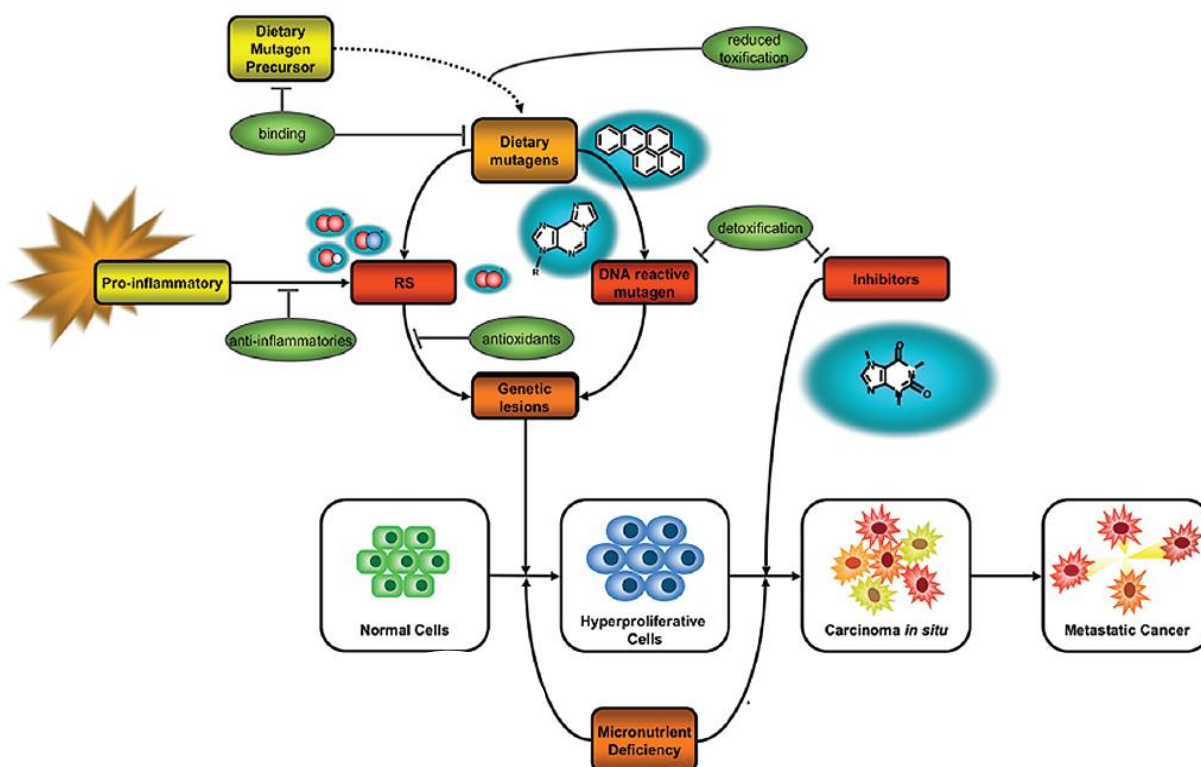 Dietary
Mutagen
Precursor
reduced
toxification
binding
Dietary
mutagens
detoxification
R
Pro-inflammatory
RS
DNA reactive
mutagen
Inhibitors
anti-inflammatories
antioxidants
Genetic
lesions
N
N
N
N
N
N
N
N
N
O
O
Normal Cells
Hyperproliferative
Cells
Carcinoma in situ
Metastatic Cancer
Micronutrient
Deficiency